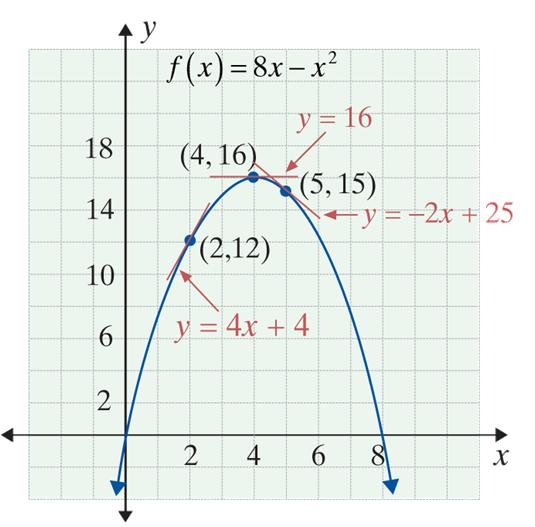 y
f(x) = 8x − x²
y = 16
18
(4, 16)
(5, 15)
14
y = −2x + 25
(2,12)
10
y = 4x + 4
6
2
2 4 6 8 x